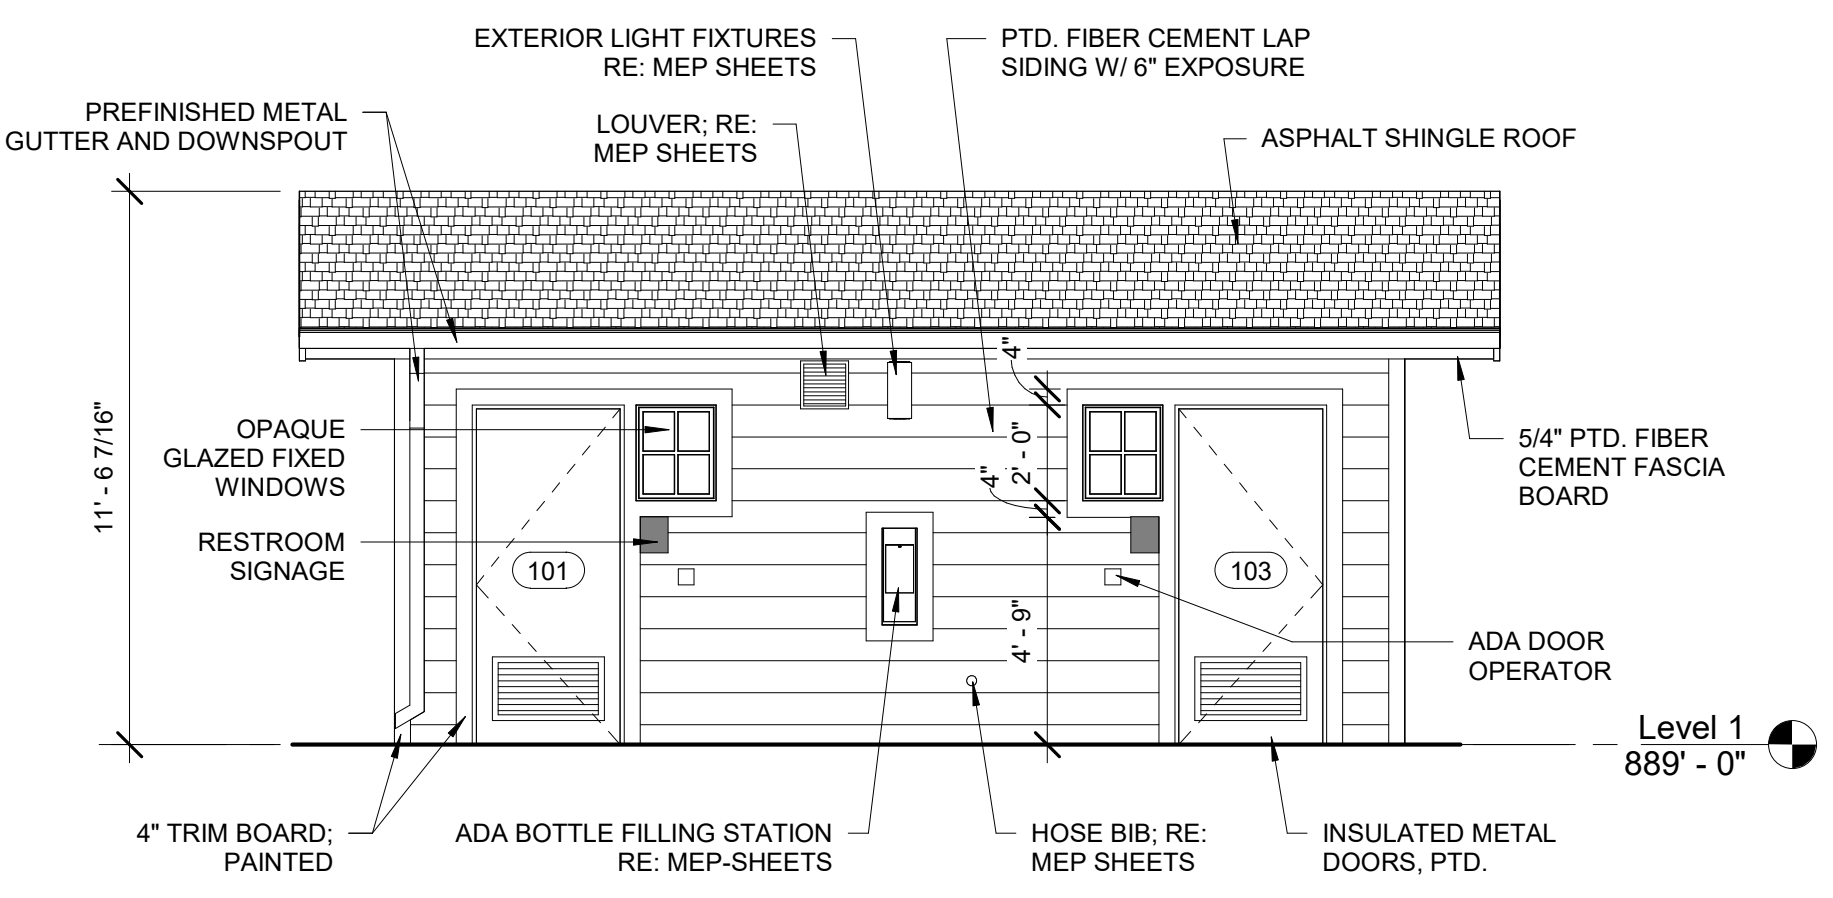 EXTERIOR LIGHT FIXTURES
RE: MEP SHEETS
PTD. FIBER CEMENT LAP
SIDING W/ 6" EXPOSURE
PREFINISHED METAL
GUTTER AND DOWNSPOUT
LOUVER; RE:
MEP SHEETS
ASPHALT SHINGLE ROOF
11' - 6 7/16"
4"
2' - 0"
4"
4' - 9"
OPAQUE
GLAZED FIXED
WINDOWS
5/4" PTD. FIBER
CEMENT FASCIA
BOARD
RESTROOM
SIGNAGE
101
103
ADA DOOR
OPERATOR
Level 1
889' - 0"
4" TRIM BOARD;
PAINTED
ADA BOTTLE FILLING STATION
RE: MEP-SHEETS
HOSE BIB; RE:
MEP SHEETS
INSULATED METAL
DOORS, PTD.